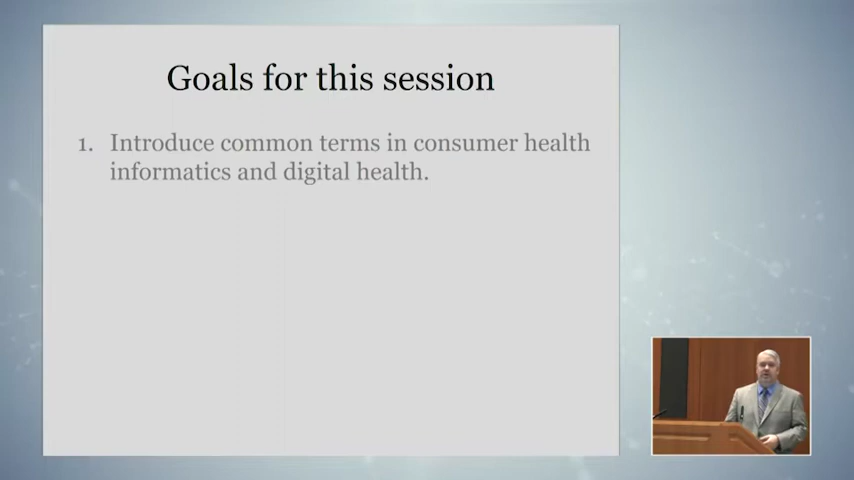 Goals for this session
1. Introduce common terms in consumer health
informatics and digital health.